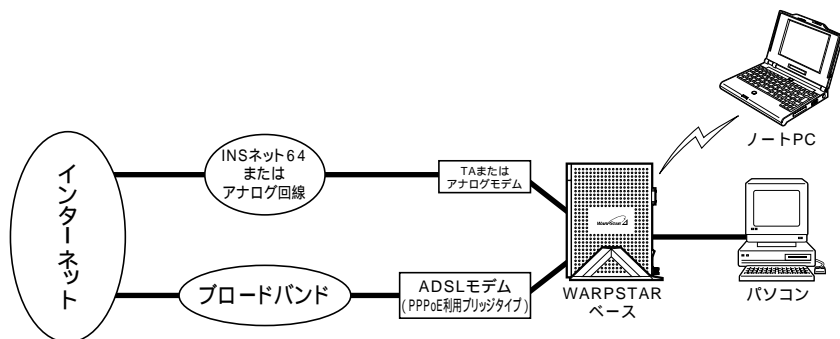 インターネット
INSネット64
または
アナログ回線
TAまたは
アナログモデム
ブロードバンド
ADSLモデム
(PPPoE利用ブリッジタイプ)
WARPSTAR
WARPSTAR
ベース
ノートPC
パソコン